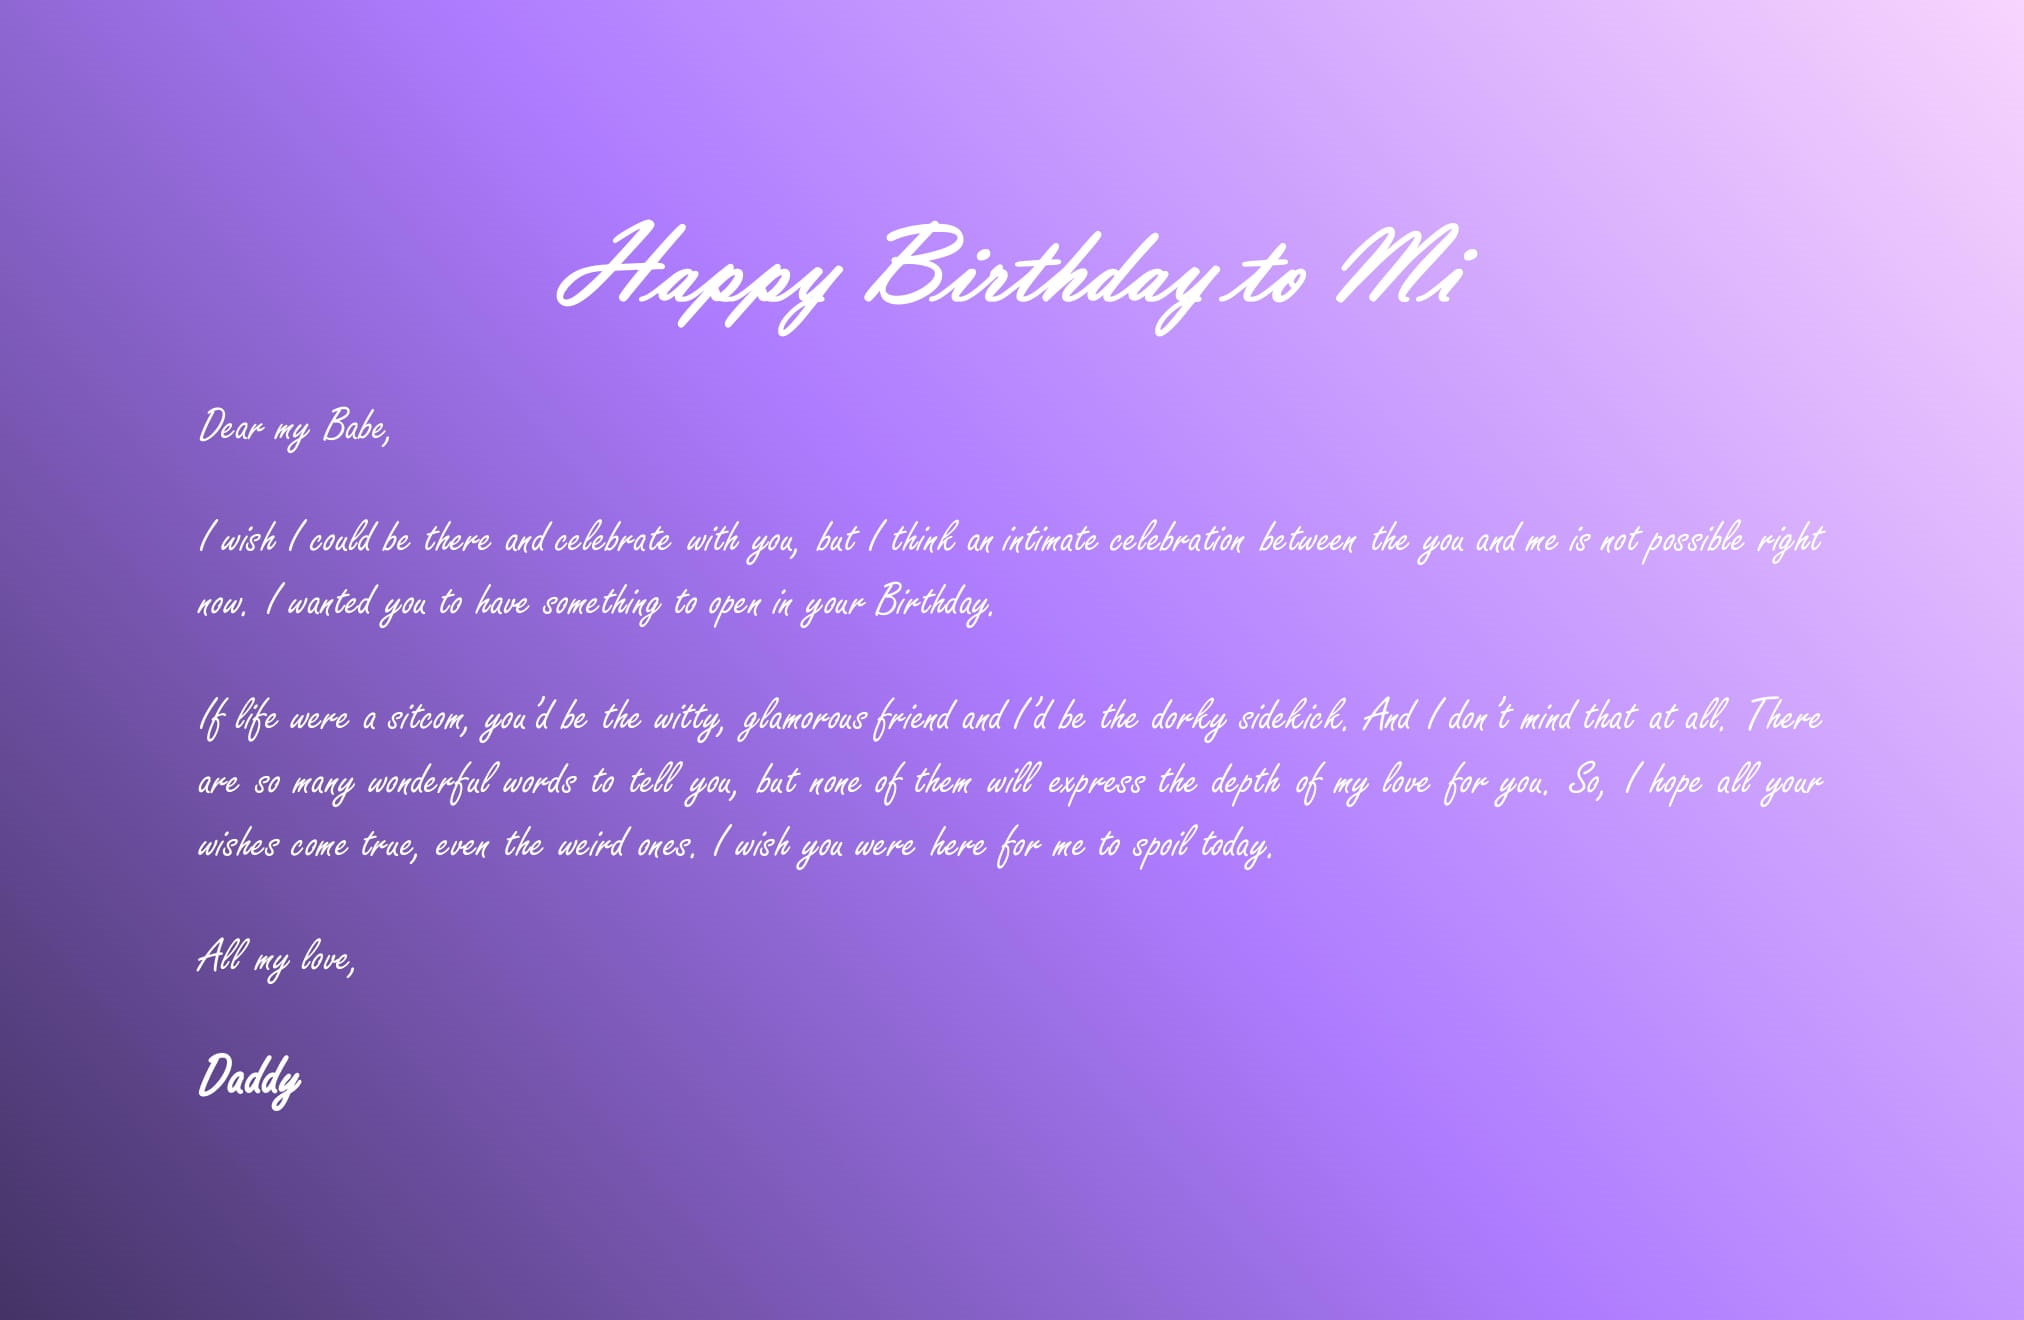 Happy Birthday to Mi
Dear my Babe,
I wish I could be there and celebrate with you, but I think an intimate celebration between the you and me is not possible right
now. I wanted you to have something to open in your Birthday.
If life were a sitcom, you'd be the witty, glamorous friend and I'd be the dorky sidekick. And I don't mind that at all. There
are so many wonderful words to tell you, but none of them will express the depth of my love for you. So, I hope all your
wishes come true, even the weird ones. I wish you were here for me to spoil today.
All my love,
Daddy